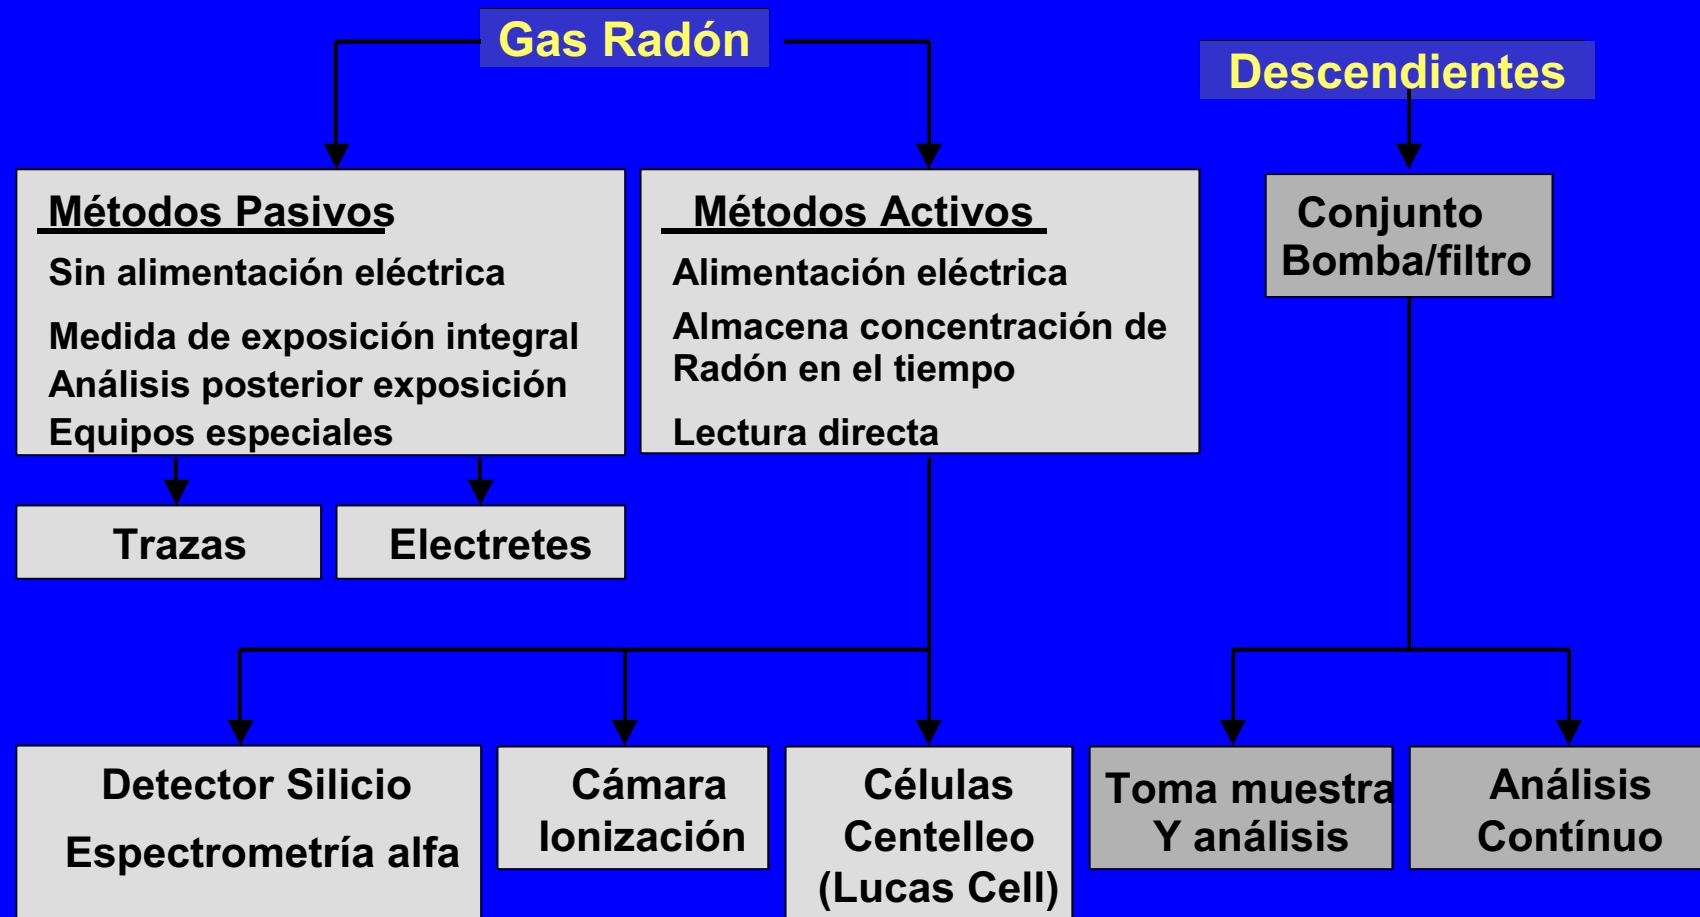 Gas Radón
Descendientes
Métodos Pasivos
Sin alimentación eléctrica
Medida de exposición integral
Análisis posterior exposición
Equipos especiales
Métodos Activos
Alimentación eléctrica
Almacena concentración de
Radón en el tiempo
Lectura directa
Conjunto
Bomba/filtro
Trazas
Electretes
Detector Silicio
Espectrometría alfa
Cámara
Ionización
Células
Centelleo
(Lucas Cell)
Toma muestra
Y análisis
Análisis
Contínuo